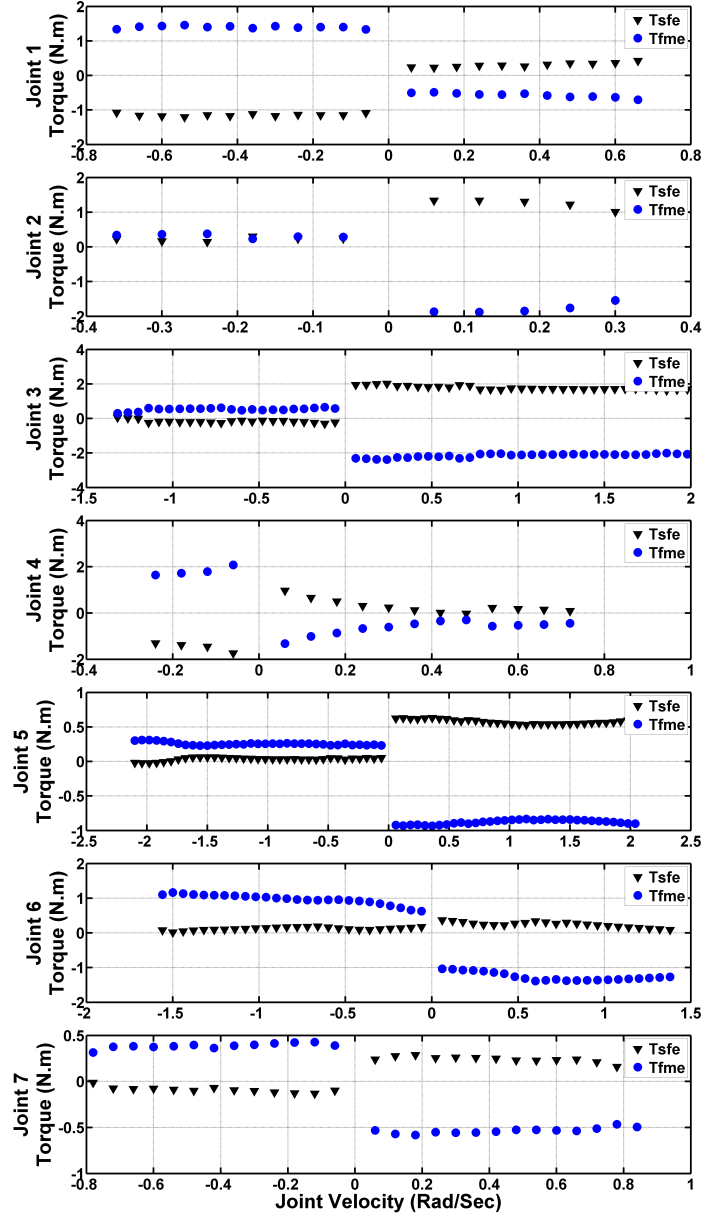 Joint 1
Torque (N.m)
2
1
0
-1
-2
Tsfe
Tfme
-0.8 -0.6 -0.4 -0.2 0 0.2 0.4 0.6 0.8
Joint 2
Torque (N.m)
2
1
0
-1
-2
Tsfe
Tfme
-0.4 -0.3 -0.2 -0.1 0 0.1 0.2 0.3 0.4
Joint 3
Torque (N.m)
4
2
0
-2
-4
Tsfe
Tfme
-1.5 -1 -0.5 0 0.5 1 1.5 2
Joint 4
Torque (N.m)
4
2
0
-2
Tsfe
Tfme
-0.4 -0.2 0 0.2 0.4 0.6 0.8 1
Joint 5
Torque (N.m)
1
0.5
0
-0.5
-1
Tsfe
Tfme
-2.5 -2 -1.5 -1 -0.5 0 0.5 1 1.5 2 2.5
Joint 6
Torque (N.m)
2
1
0
-1
-2
Tsfe
Tfme
-2 -1.5 -1 -0.5 0 0.5 1 1.5
Joint 7
Torque (N.m)
0.5
0
-0.5
-1
Tsfe
Tfme
-0.8 -0.6 -0.4 -0.2 0 0.2 0.4 0.6 0.8 1
Joint Velocity (Rad/Sec)